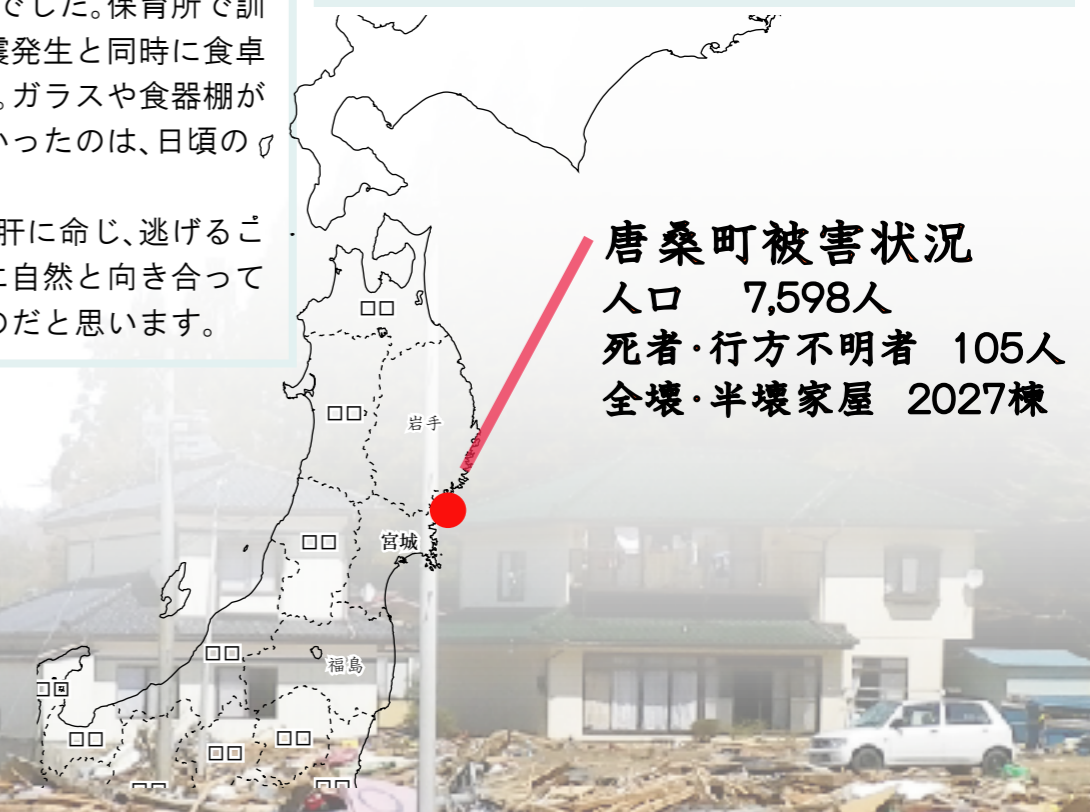 でした。保育所で訓
震発生と同時に食卓
。ガラスや食器棚が
いったのは、日頃の
肝に命じ、逃げるこ
に自然と向き合って
のだと思います。
唐桑町被害状況
人口 7,598人
死者・行方不明者 105人
全壊・半壊家屋 2027棟
□□
□□
岩手
□□
宮城
□□
福島
□□
□□
□□
□□
□□
□□